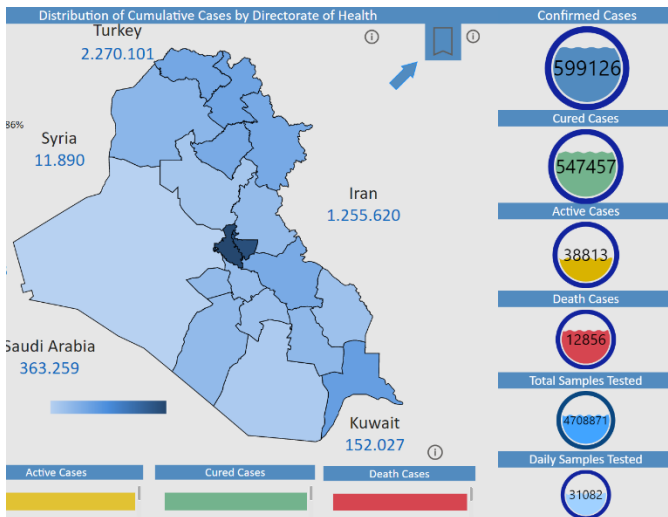 Distribution of Cumulative Cases by Directorate of Health
Confirmed Cases
Turkey
2.270.101
599126
Cured Cases
86%
Syria
11.890
547457
Iran
1.255.620
Active Cases
38813
Death Cases
12856
Saudi Arabia
363.259
Total Samples Tested
4708871
Kuwait
152.027
Daily Samples Tested
31082
Active Cases
Cured Cases
Death Cases